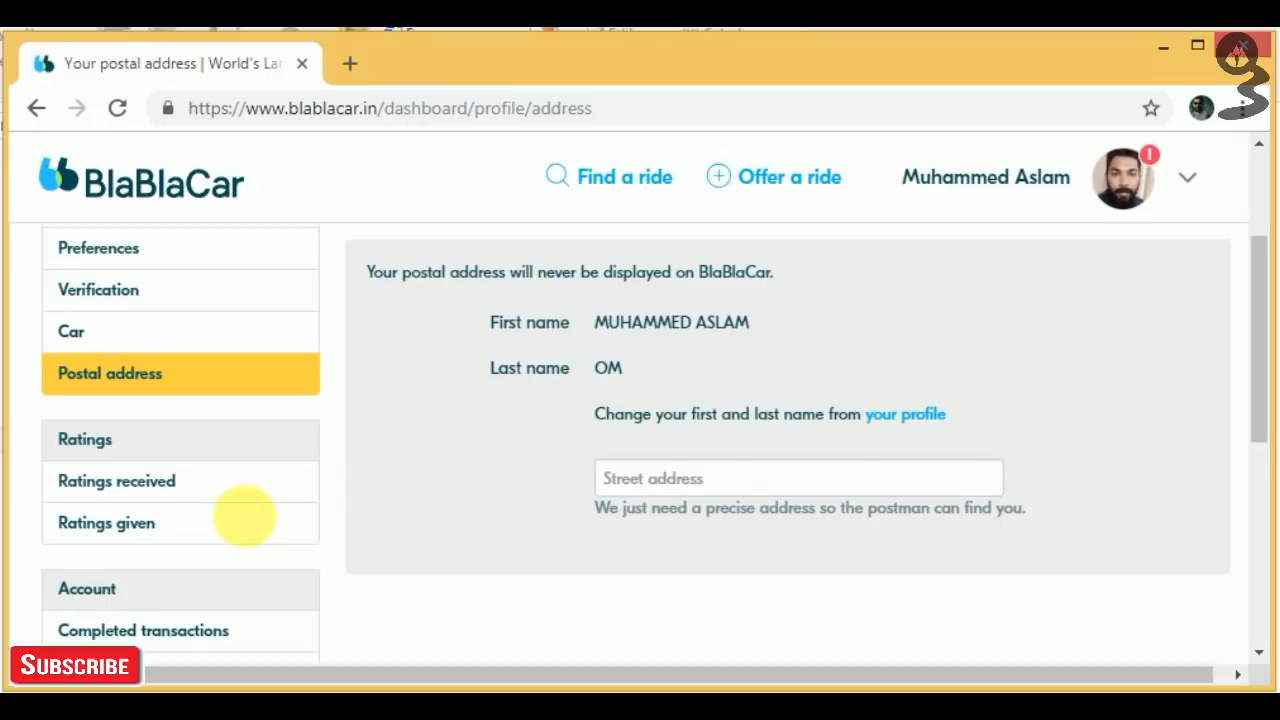 Your postal address | World's Lar
https://www.blablacar.in/dashboard/profile/address
BlaBlaCar
Find a ride
Offer a ride
Muhammed Aslam
1
Preferences
Verification
Car
Postal address
Ratings
Ratings received
Ratings given
Account
Completed transactions
Your postal address will never be displayed on BlaBlaCar.
First name MUHAMMED ASLAM
Last name OM
Change your first and last name from your profile
Street address
We just need a precise address so the postman can find you.
SUBSCRIBE